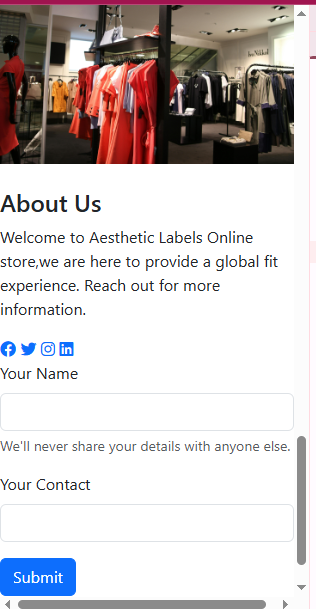 About Us
Welcome to Aesthetic Labels Online
store,we are here to provide a global fit
experience. Reach out for more
information.
Your Name
We'll never share your details with anyone else.
Your Contact
Submit